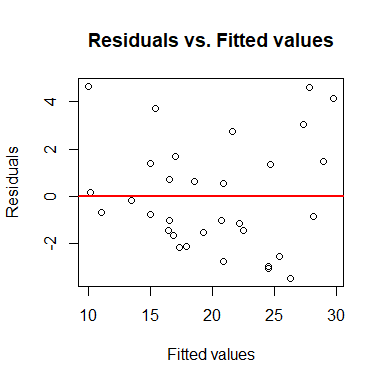 Residuals vs. Fitted values
Residuals
4
2
0
-2
10 15 20 25 30
Fitted values